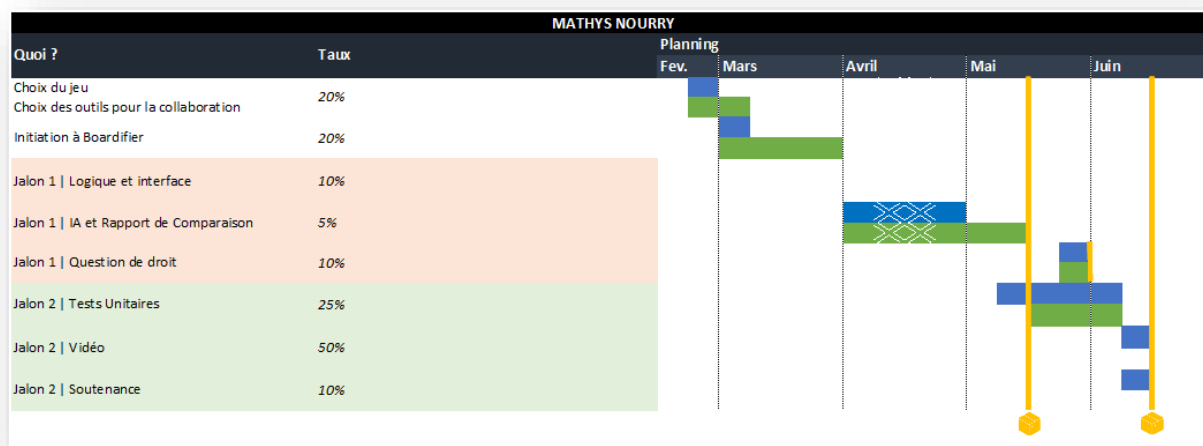 MATHYS NOURRY
Quoi ? Taux Planning
Fev. Mars Avril Mai Juin
Choix du jeu
Choix des outils pour la collaboration 20%
Initiation à Boardifier 20%
Jalon 1 | Logique et interface 10%
Jalon 1 | IA et Rapport de Comparaison 5%
Jalon 1 | Question de droit 10%
Jalon 2 | Tests Unitaires 25%
Jalon 2 | Vidéo 50%
Jalon 2 | Soutenance 10%